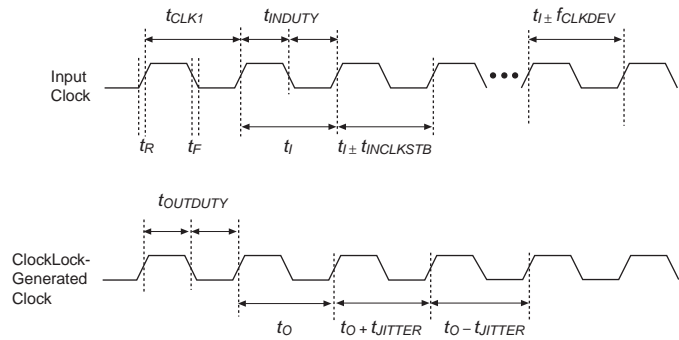 tCLK1 tINDUTY tI ± fCLKDEV
Input
Clock
tR tF tI tI ± tINCLKSTB
tOUTDUTY
ClockLock-
Generated
Clock
tO tO + tJITTER tO – tJITTER